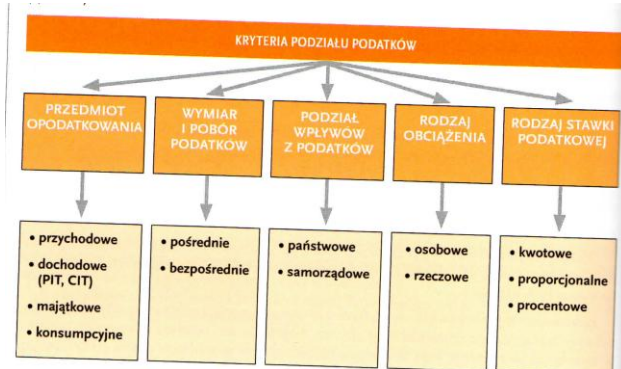 KRYTERIA PODZIAŁU PODATKÓW
PRZEDMIOT
OPODATKOWANIA
WYMIAR
I POBÓR
PODATKÓW
PODZIAŁ
WPŁYWÓW
Z PODATKÓW
RODZAJ
OBCIĄŻENIA
RODZAJ STAWKI
PODATKOWEJ
• przychodowe
• dochodowe
(PIT, CIT)
• majątkowe
• konsumpcyjne
• pośrednie
• bezpośrednie
• państwowe
• samorządowe
• osobowe
• rzeczowe
• kwotowe
• proporcjonalne
• procentowe